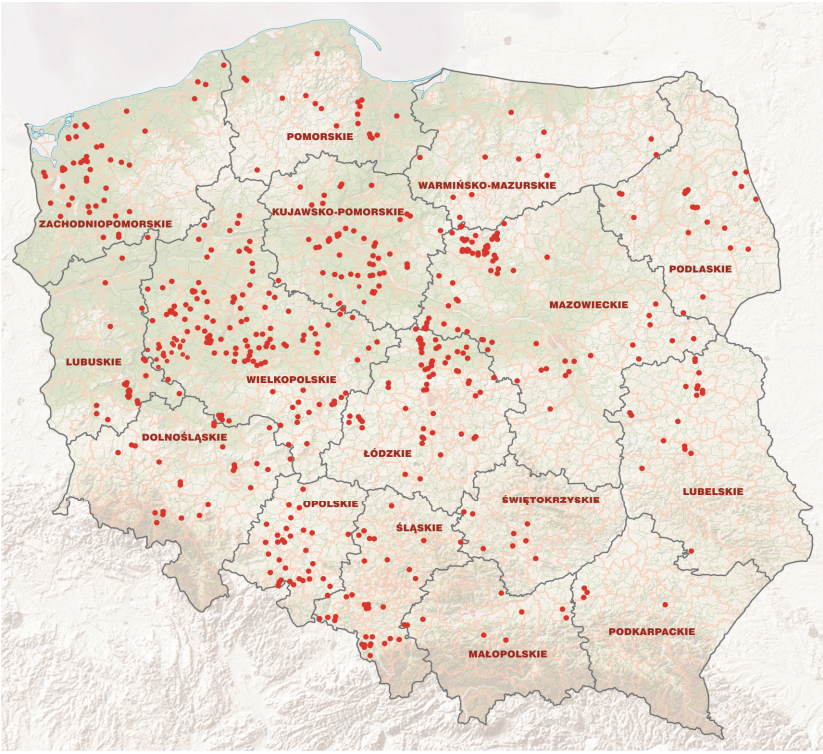 POMORSKIE
WARMIŃSKO-MAZURSKIE
KUJAWSKO-POMORSKIE
ZACHODNIOPOMORSKIE
PODLASKIE
MAZOWIECKIE
LUBUSKIE
WIELKOPOLSKIE
DOLNOŚLĄSKIE
ŁÓDZKIE
LUBELSKIE
ŚWIĘTOKRZYSKIE
OPOLSKIE
ŚLĄSKIE
PODKARPACKIE
MAŁOPOLSKIE